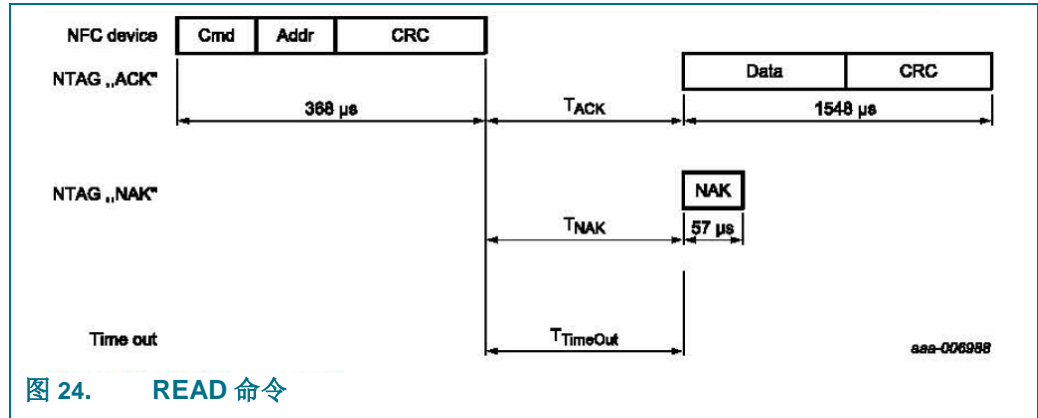 NFC device Cmd Addr CRC
NTAG „ACK" Data CRC
368 µs TACK 1548 µs
NTAG „NAK" NAK
TNAK 57 µs
Time out TTimeOut aaa-006988
图 24. READ 命令